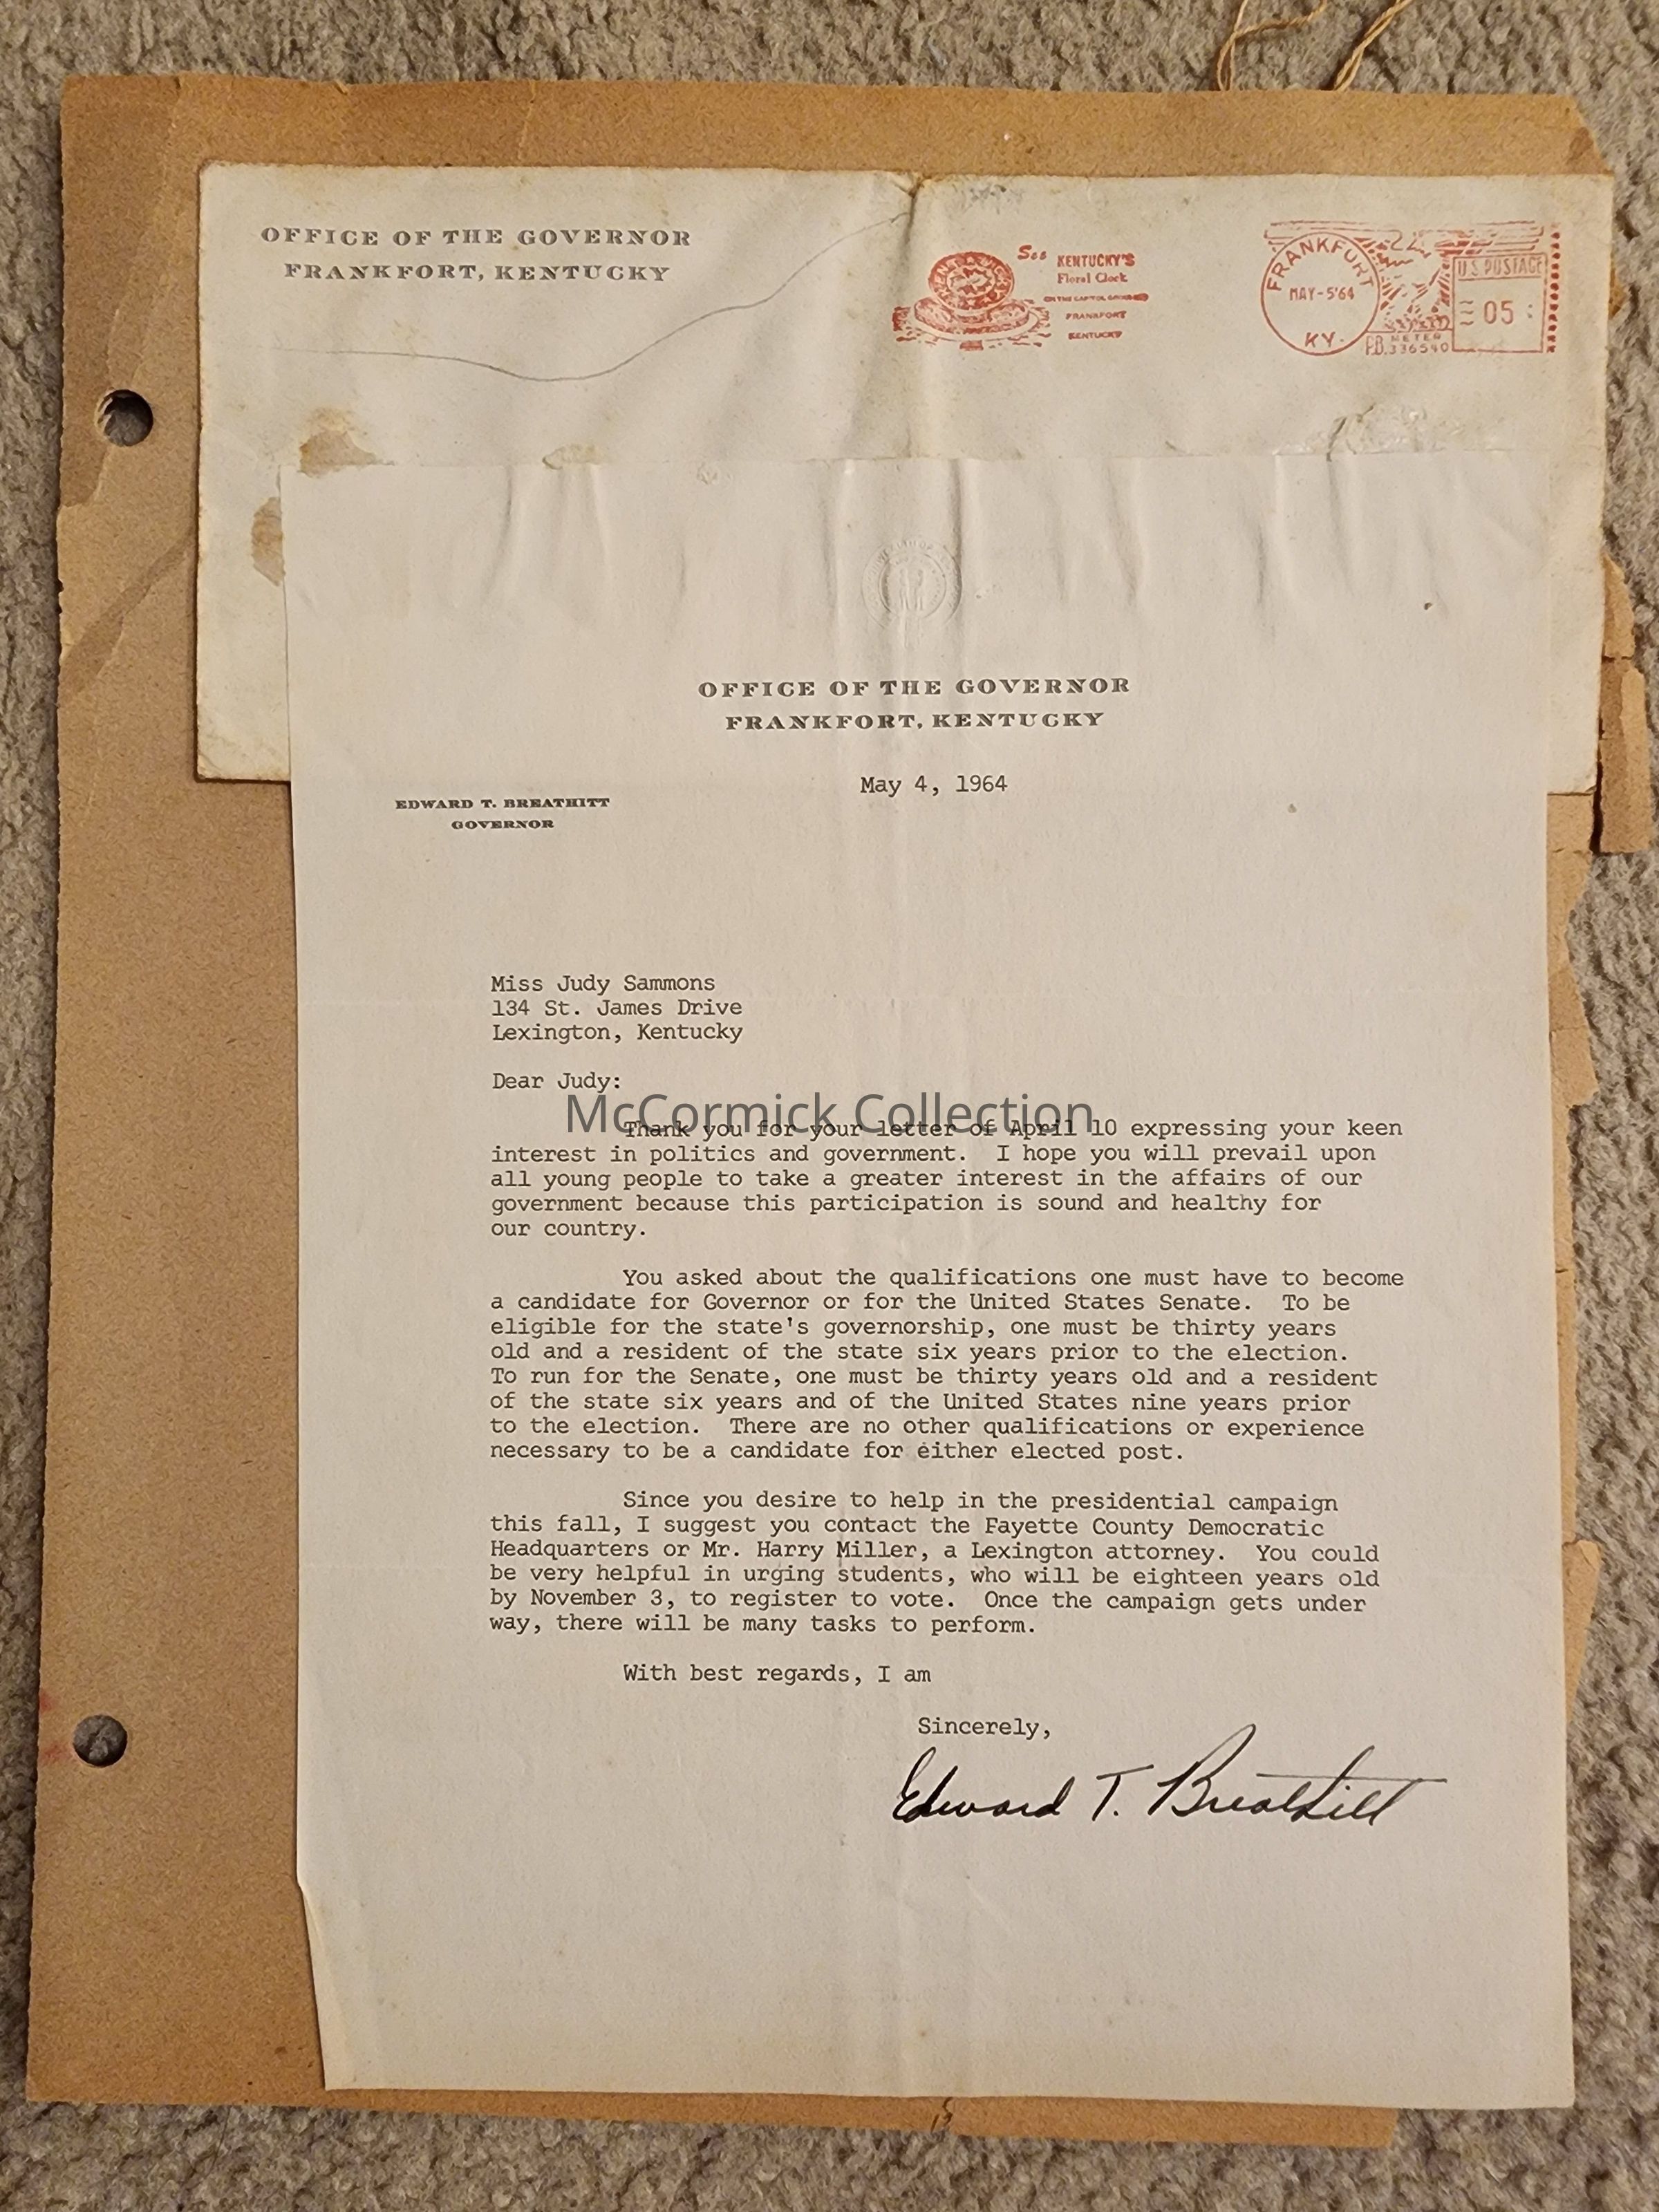 OFFICE OF THE GOVERNOR
FRANKFORT, KENTUCKY
See KENTUCKY'S
Floral Clock
ON THE CAPITOL GROUNDS
FRANKFORT
KENTUCKY
FRANKFORT
MAY-5'64
KY.
P.B. METER
336540
U.S. POSTAGE
05
OFFICE OF THE GOVERNOR
FRANKFORT, KENTUCKY
May 4, 1964
EDWARD T. BREATHITT
GOVERNOR
Miss Judy Sammons
134 St. James Drive
Lexington, Kentucky
Dear Judy:
McCormick Collection
Thank you for your letter of April 10 expressing your keen
interest in politics and government.  I hope you will prevail upon
all young people to take a greater interest in the affairs of our
government because this participation is sound and healthy for
our country.
You asked about the qualifications one must have to become
a candidate for Governor or for the United States Senate.  To be
eligible for the state's governorship, one must be thirty years
old and a resident of the state six years prior to the election.
To run for the Senate, one must be thirty years old and a resident
of the state six years and of the United States nine years prior
to the election.  There are no other qualifications or experience
necessary to be a candidate for either elected post.
Since you desire to help in the presidential campaign
this fall, I suggest you contact the Fayette County Democratic
Headquarters or Mr. Harry Miller, a Lexington attorney.  You could
be very helpful in urging students, who will be eighteen years old
by November 3, to register to vote.  Once the campaign gets under
way, there will be many tasks to perform.
With best regards, I am
Sincerely,
Edward T. Breathitt